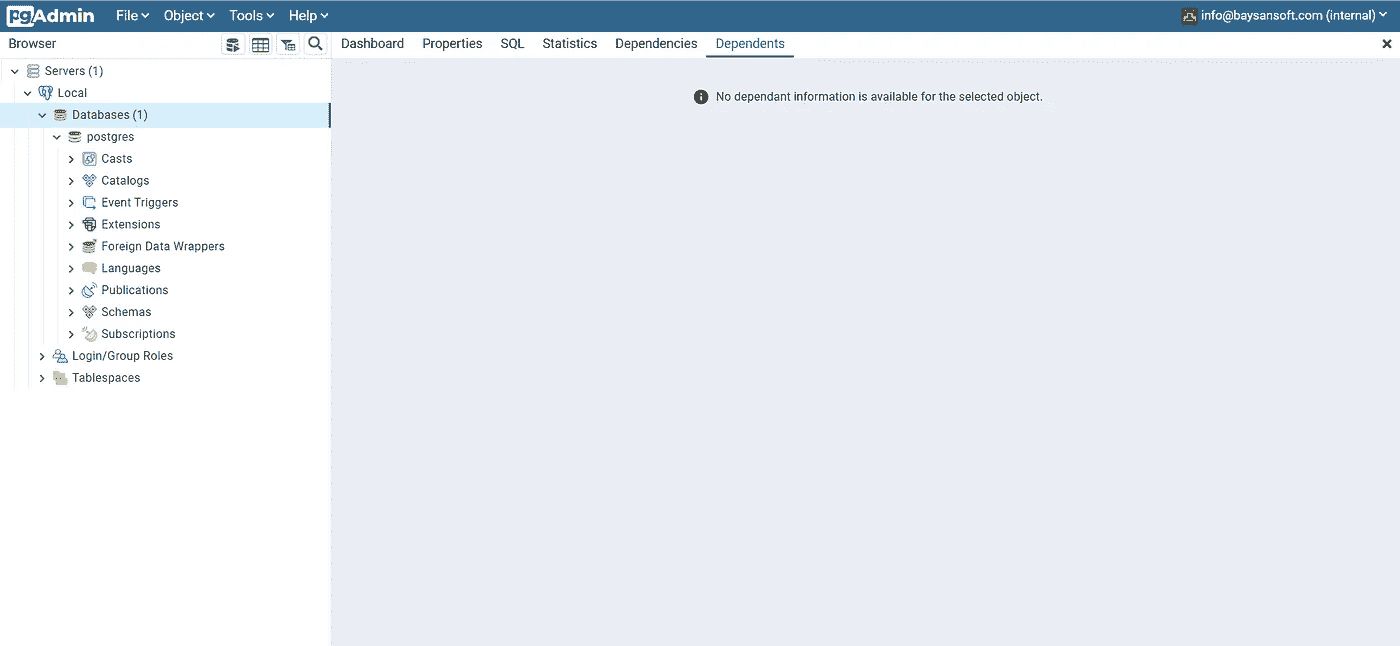 pgAdmin File Object Tools Help info@baysansoft.com (internal)
Browser Dashboard Properties SQL Statistics Dependencies Dependents
Servers (1)
Local
Databases (1)
postgres
Casts
Catalogs
Event Triggers
Extensions
Foreign Data Wrappers
Languages
Publications
Schemas
Subscriptions
Login/Group Roles
Tablespaces
No dependant information is available for the selected object.